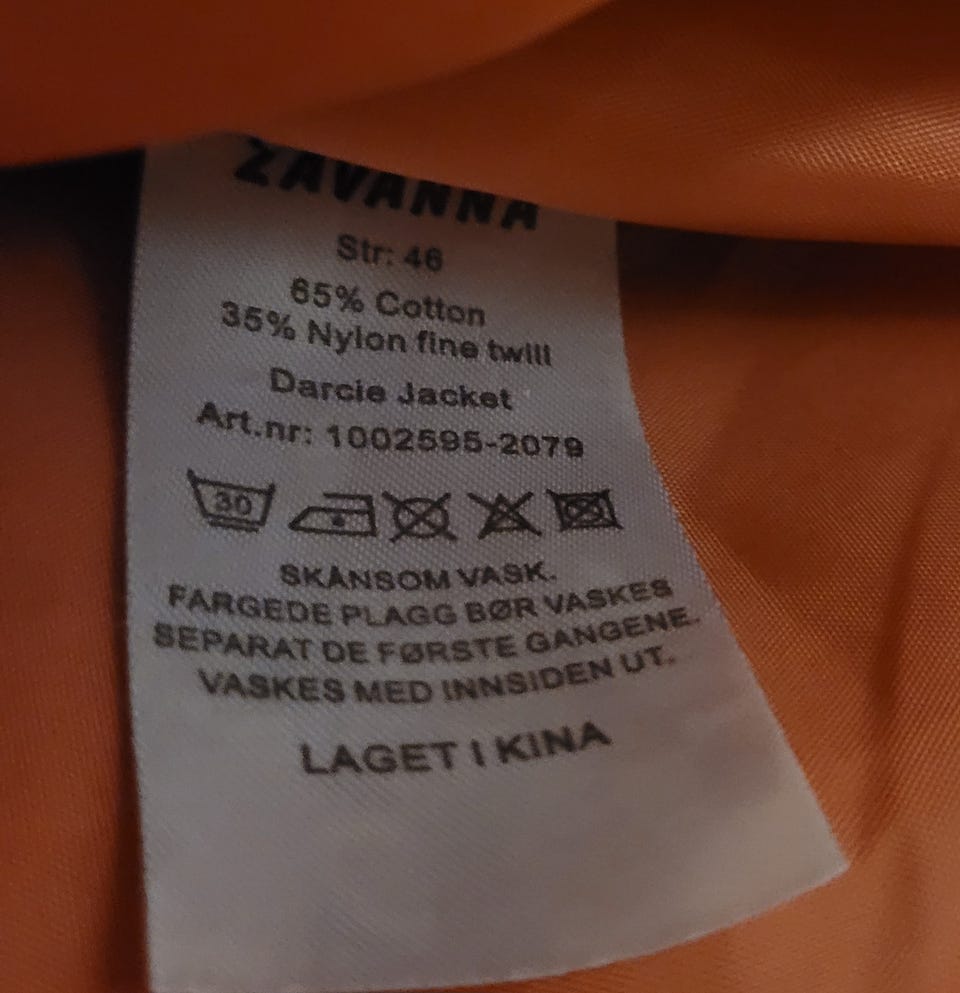 ZAVANNA
Str: 46
65% Cotton
35% Nylon fine twill
Darcie Jacket
Art.nr: 1002595-2079
30
SKÅNSOM VASK.
FARGEDE PLAGG BØR VASKES
SEPARAT DE FØRSTE GANGENE.
VASKES MED INNSIDEN UT.
LAGET I KINA